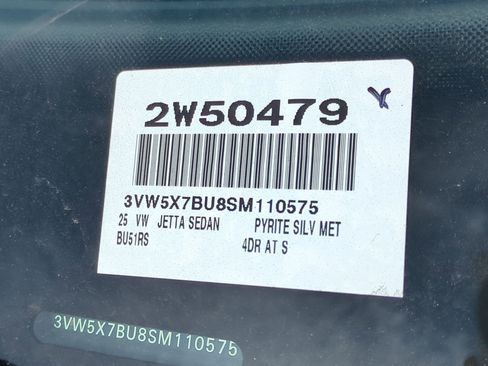 2W50479
3VW5X7BU8SM110575
25 VW JETTA SEDAN PYRITE SILV MET
BU51RS 4DR AT S
3VW5X7BU8SM110575